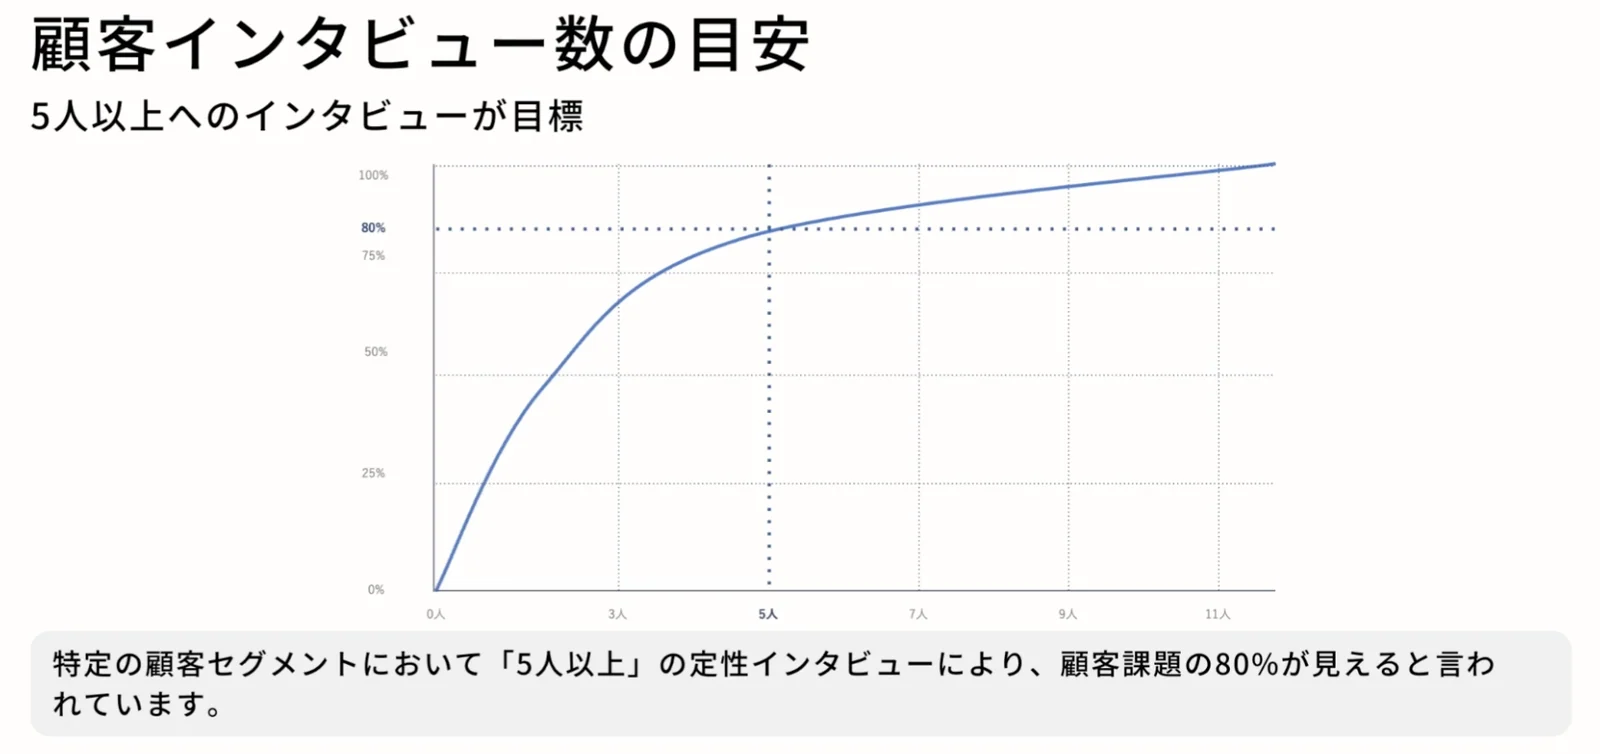 顧客インタビュー数の目安
5人以上へのインタビューが目標
100%
80%
75%
50%
25%
0%
0人 3人 5人 7人 9人 11人
特定の顧客セグメントにおいて「5人以上」の定性インタビューにより、顧客課題の80%が見えると言わ
れています。